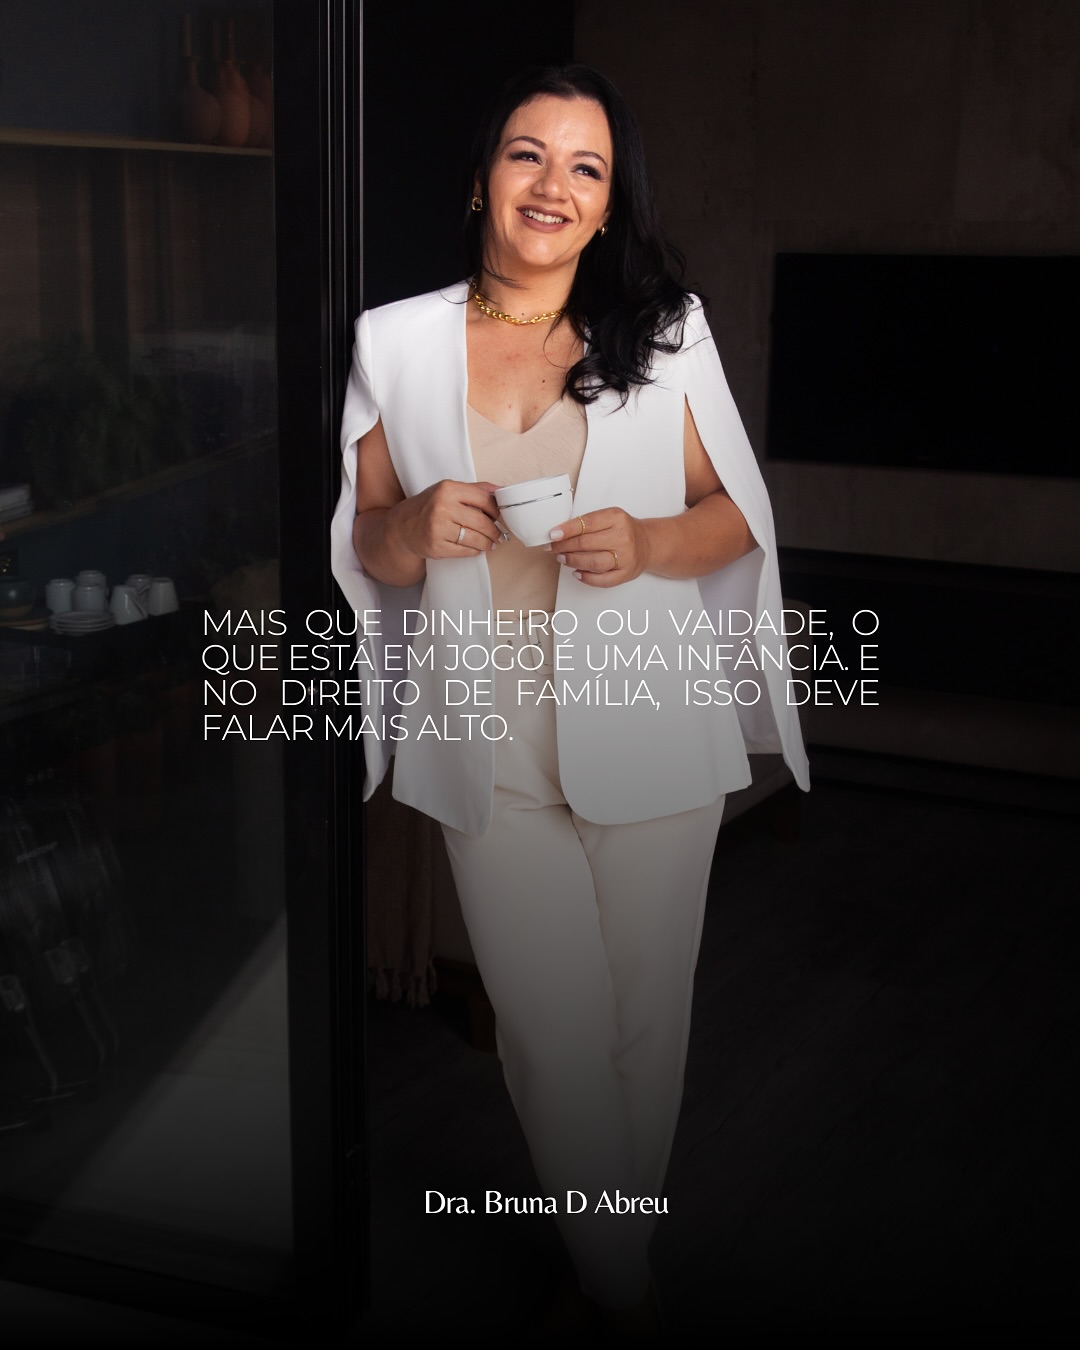 MAIS QUE DINHEIRO OU VAIDADE, O
QUE ESTÁ EM JOGO É UMA INFÂNCIA. E
NO DIREITO DE FAMÍLIA, ISSO DEVE
FALAR MAIS ALTO.
Dra. Bruna D Abreu